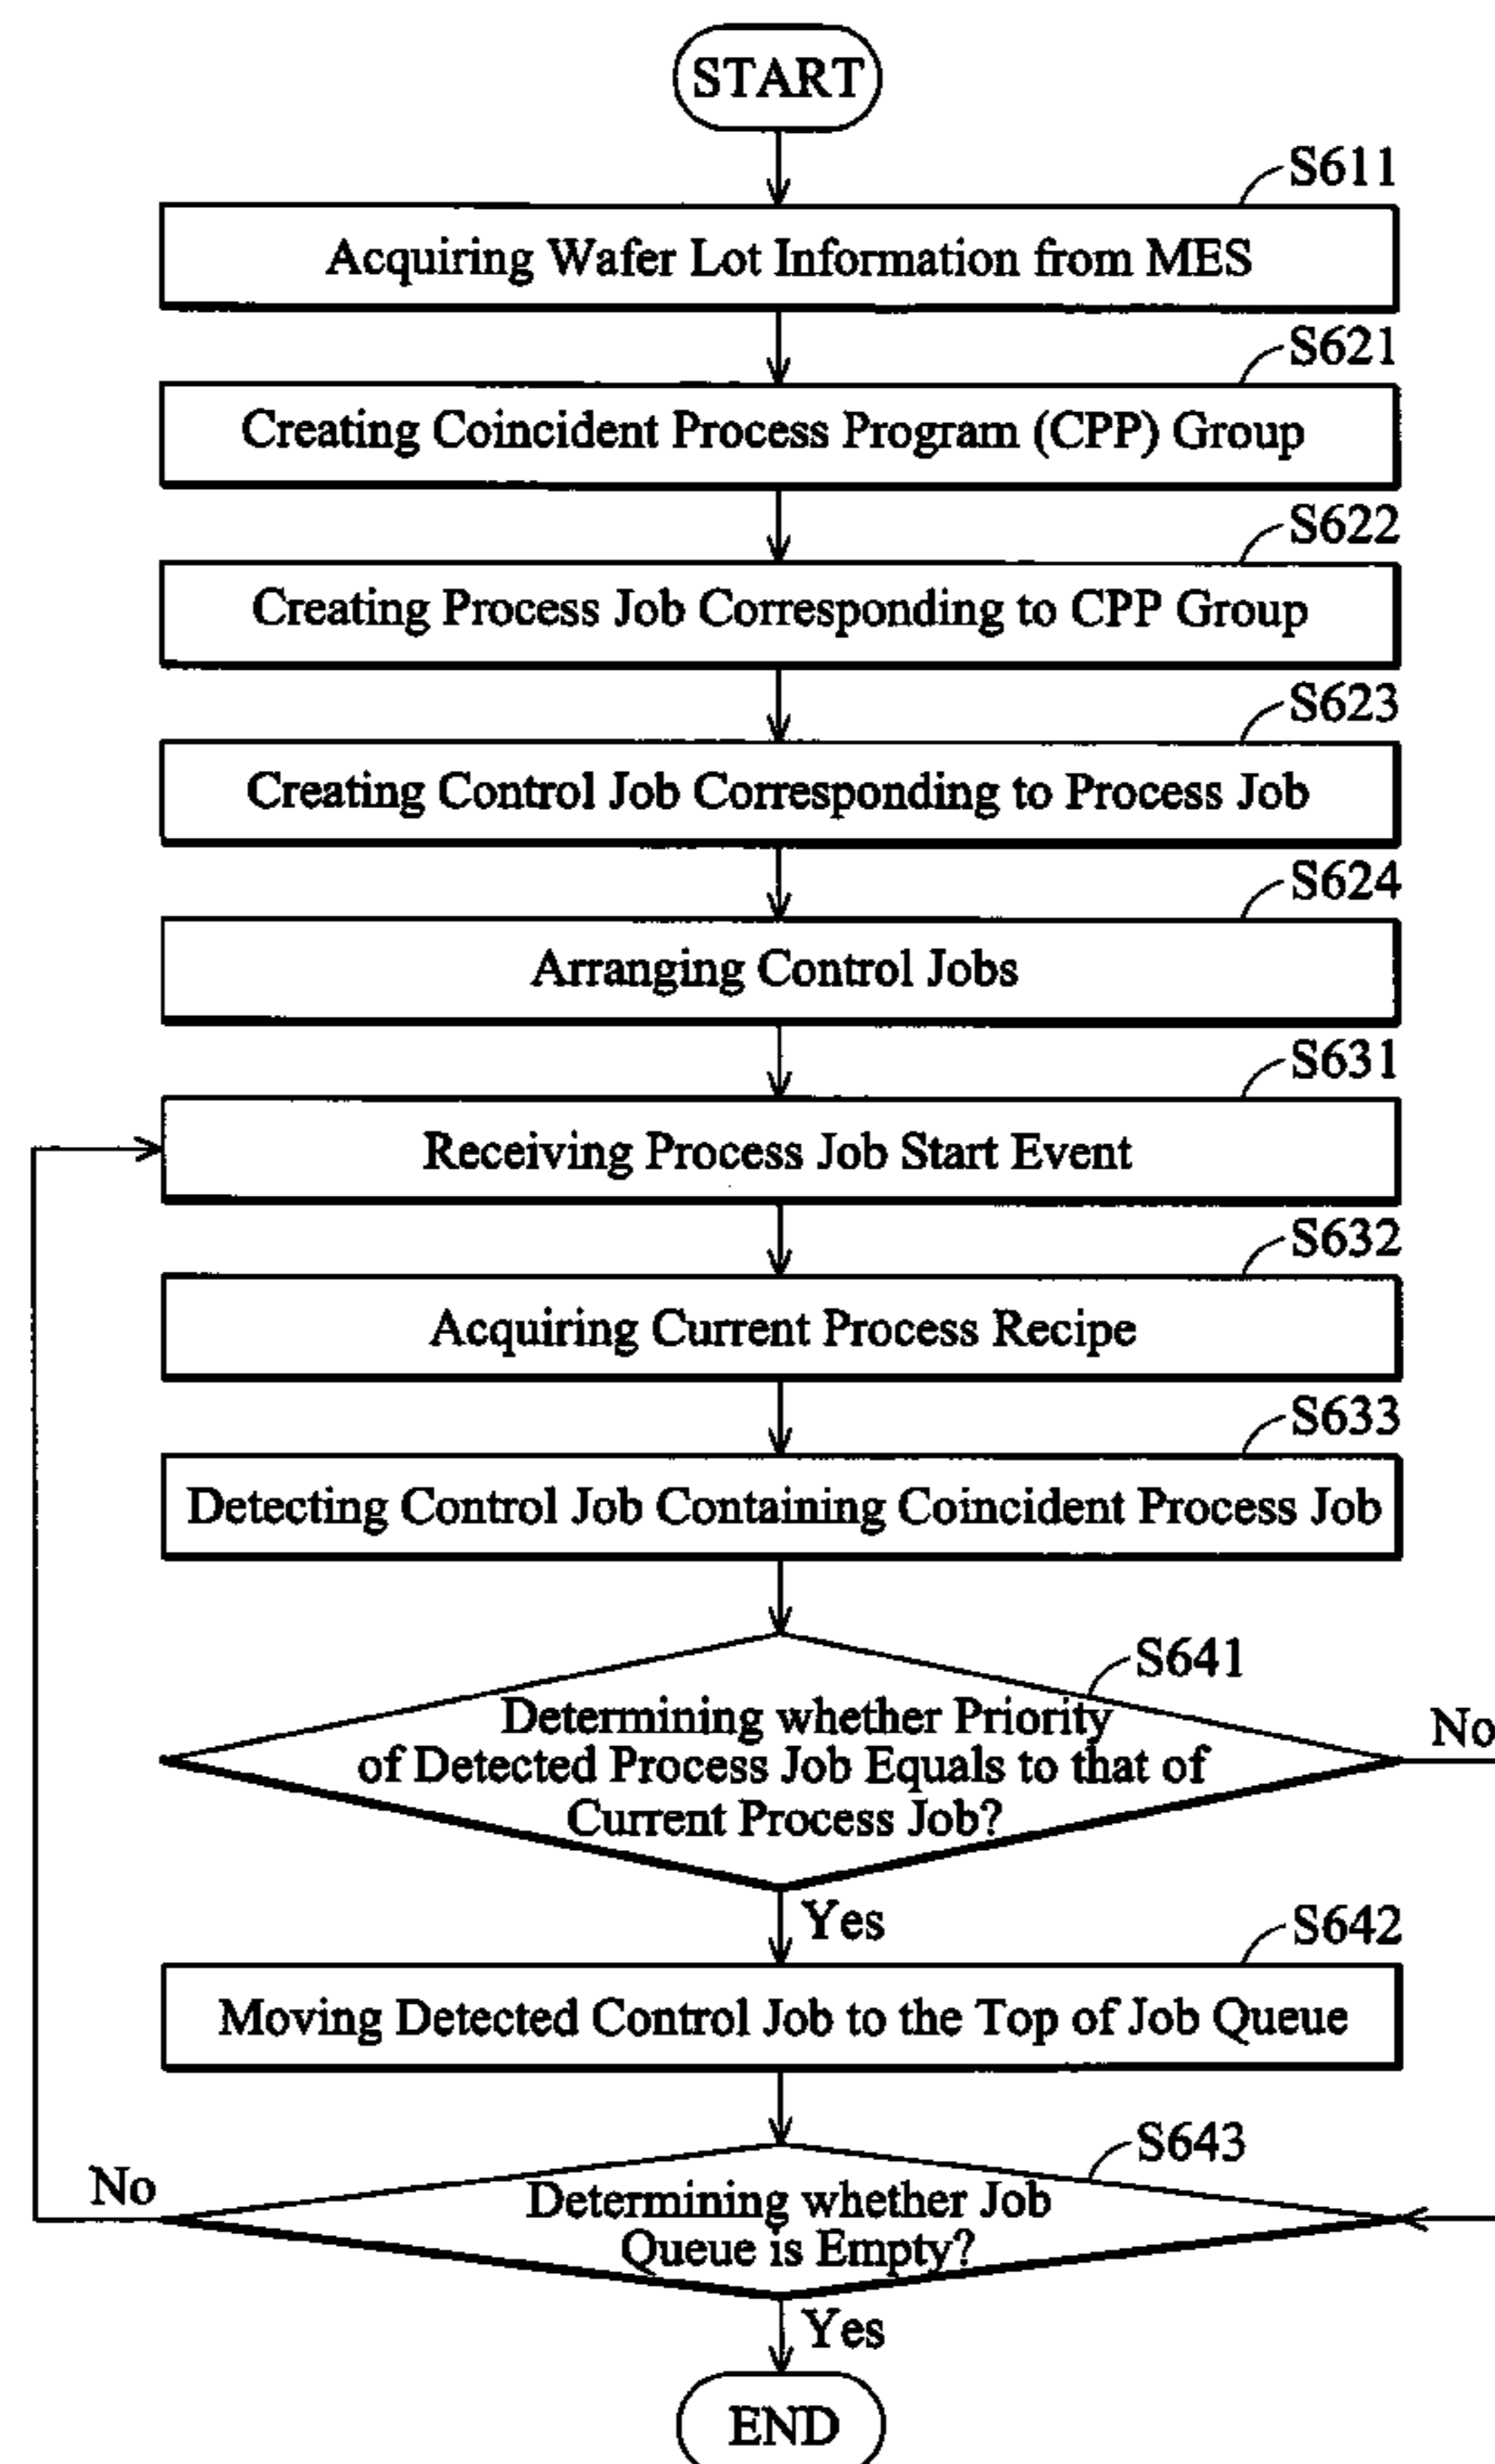 START
S611
Acquiring Wafer Lot Information from MES
S621
Creating Coincident Process Program (CPP) Group
S622
Creating Process Job Corresponding to CPP Group
S623
Creating Control Job Corresponding to Process Job
S624
Arranging Control Jobs
S631
Receiving Process Job Start Event
S632
Acquiring Current Process Recipe
S633
Detecting Control Job Containing Coincident Process Job
S641
Determining whether Priority
of Detected Process Job Equals to that of
Current Process Job?
No
Yes
S642
Moving Detected Control Job to the Top of Job Queue
S643
No
Determining whether Job
Queue is Empty?
Yes
END